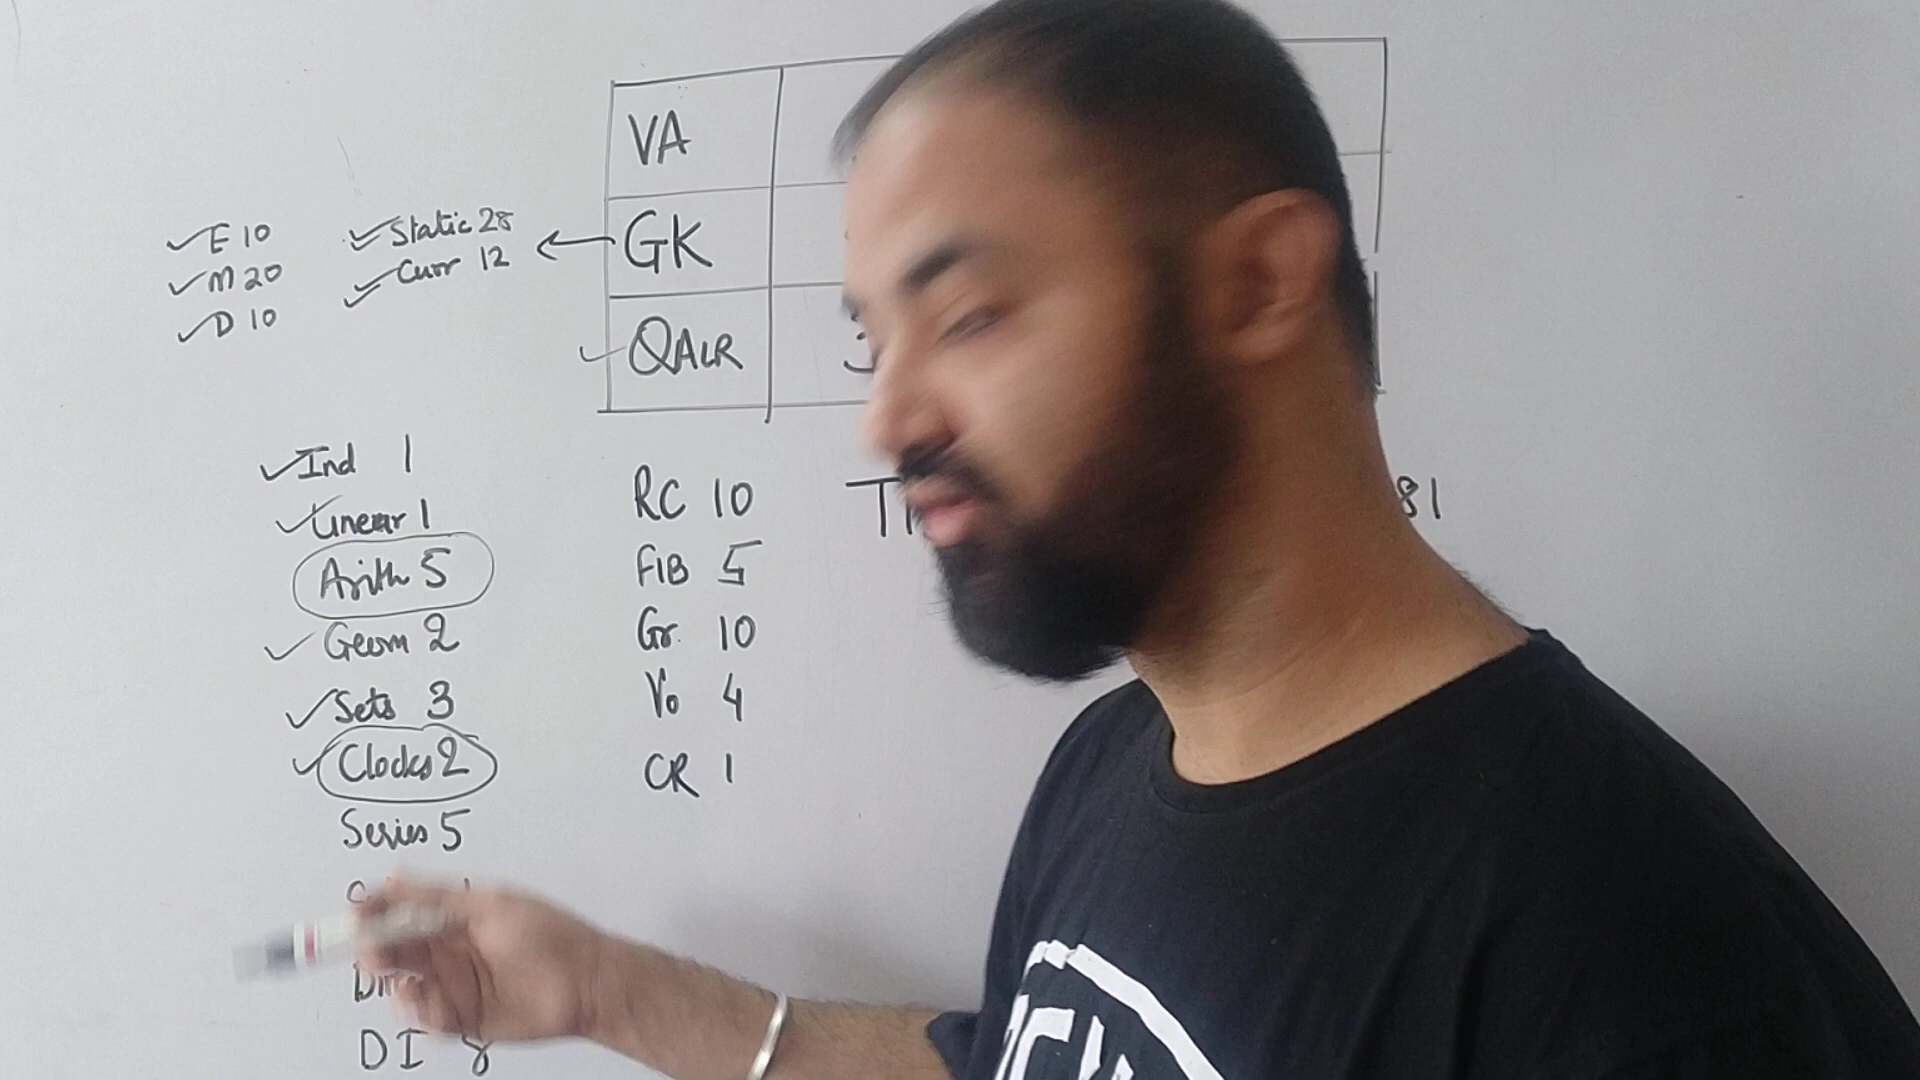 VA
GK
QALR
E 10
M 20
D 10
Static 28
Curr 12
Ind 1
Linear 1
Arith 5
Geom 2
Sets 3
Clocks 2
Series 5
DI 8
RC 10
FIB 5
Gr. 10
Vo 4
CR 1
81